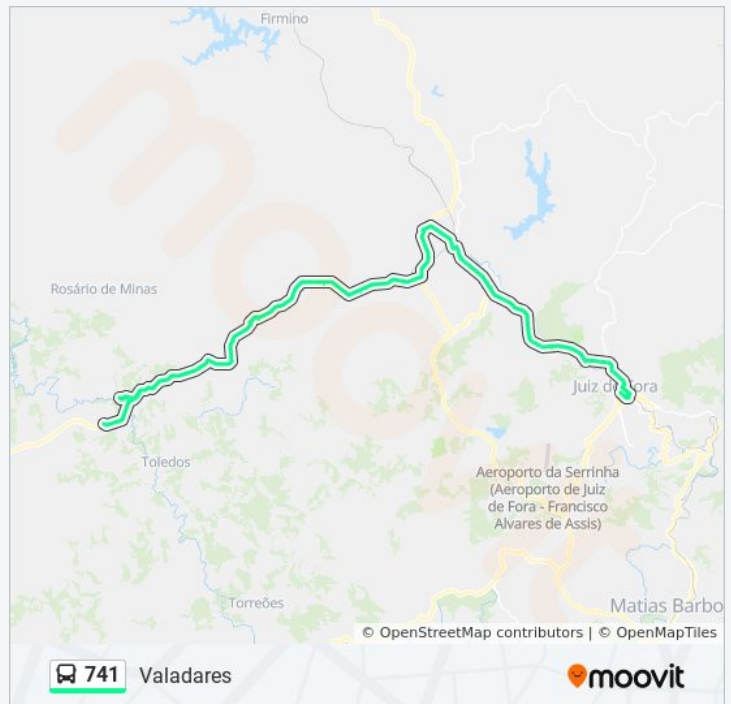 Firmino
Rosário de Minas
Juiz de Fora
Toledos
Aeroporto da Serrinha
(Aeroporto de Juiz
de Fora - Francisco
Alvares de Assis)
Torreões
Matias Barbo
© OpenStreetMap contributors | © OpenMapTiles
741 Valadares
moovit